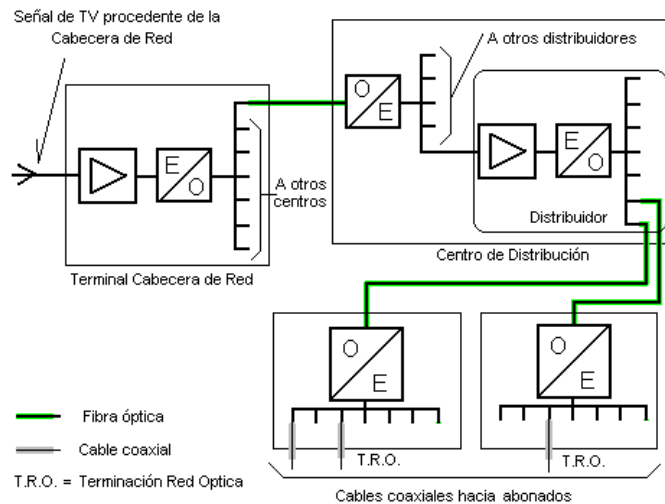 Señal de TV procedente de la
Cabecera de Red
A otros distribuidores
O
E
E
O
A otros
centros
E
O
Distribuidor
Terminal Cabecera de Red
Centro de Distribución
O
E
O
E
Fibra óptica
Cable coaxial
T.R.O.
T.R.O.
T.R.O. = Terminación Red Optica
Cables coaxiales hacia abonados